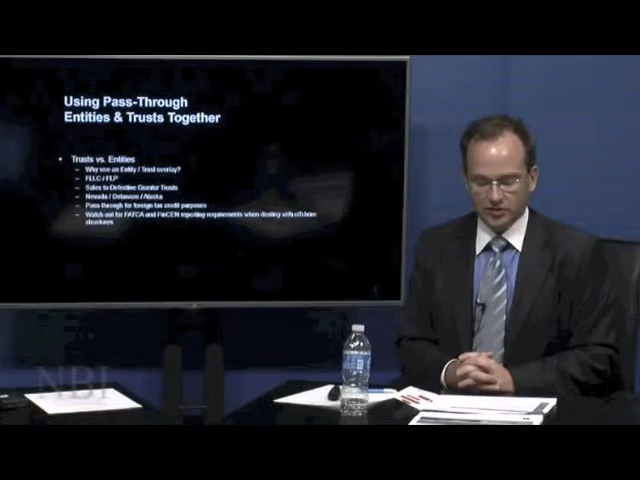 Using Pass-Through
Entities & Trusts Together
• Trusts vs. Entities
– Why use an Entity / Trust overlay?
– FLLC / FLP
– Sales to Defective Grantor Trusts
– Nevada / Delaware / Alaska
– Pass through for foreign tax credit purposes
– Watch out for FATCA and FinCEN reporting requirements when dealing with offshore
structures
NBI